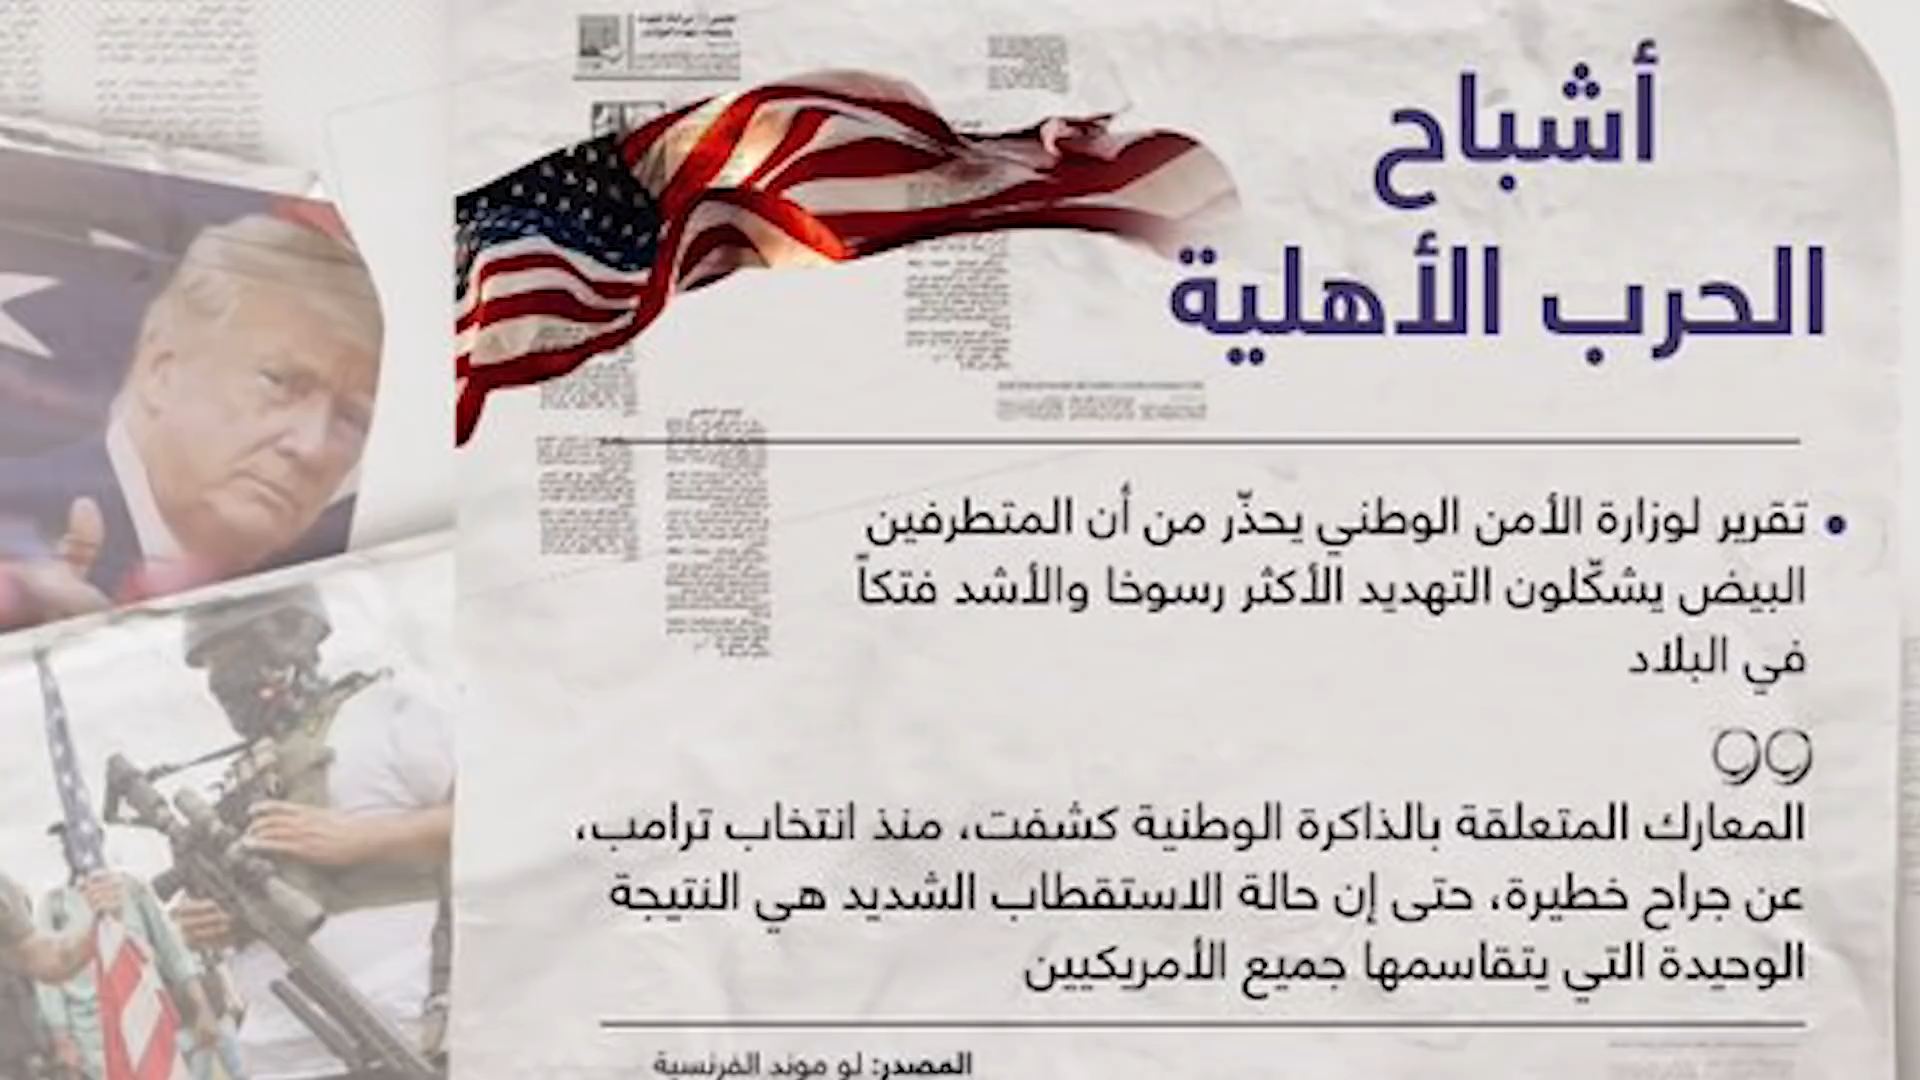 أشباح
الحرب الأهلية
• تقرير لوزارة الأمن الوطني يحذّر من أن المتطرفين
البيض يشكّلون التهديد الأكثر رسوخا والأشد فتكاً
في البلاد
المعارك المتعلقة بالذاكرة الوطنية كشفت، منذ انتخاب ترامب،
عن جراح خطيرة، حتى إن حالة الاستقطاب الشديد هي النتيجة
الوحيدة التي يتقاسمها جميع الأمريكيين
المصدر: لو موند الفرنسية